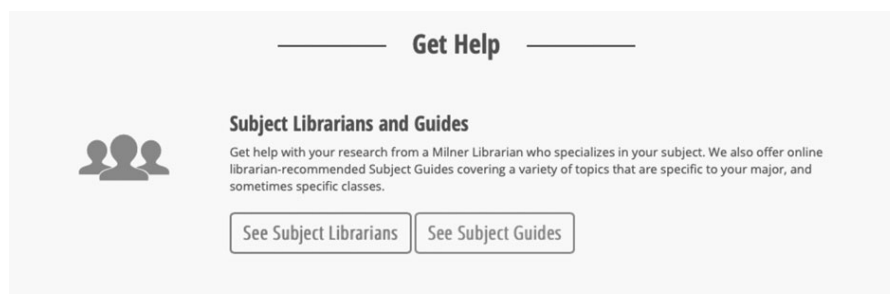 Get Help
Subject Librarians and Guides
Get help with your research from a Milner Librarian who specializes in your subject. We also offer online
librarian-recommended Subject Guides covering a variety of topics that are specific to your major, and
sometimes specific classes.
See Subject Librarians See Subject Guides